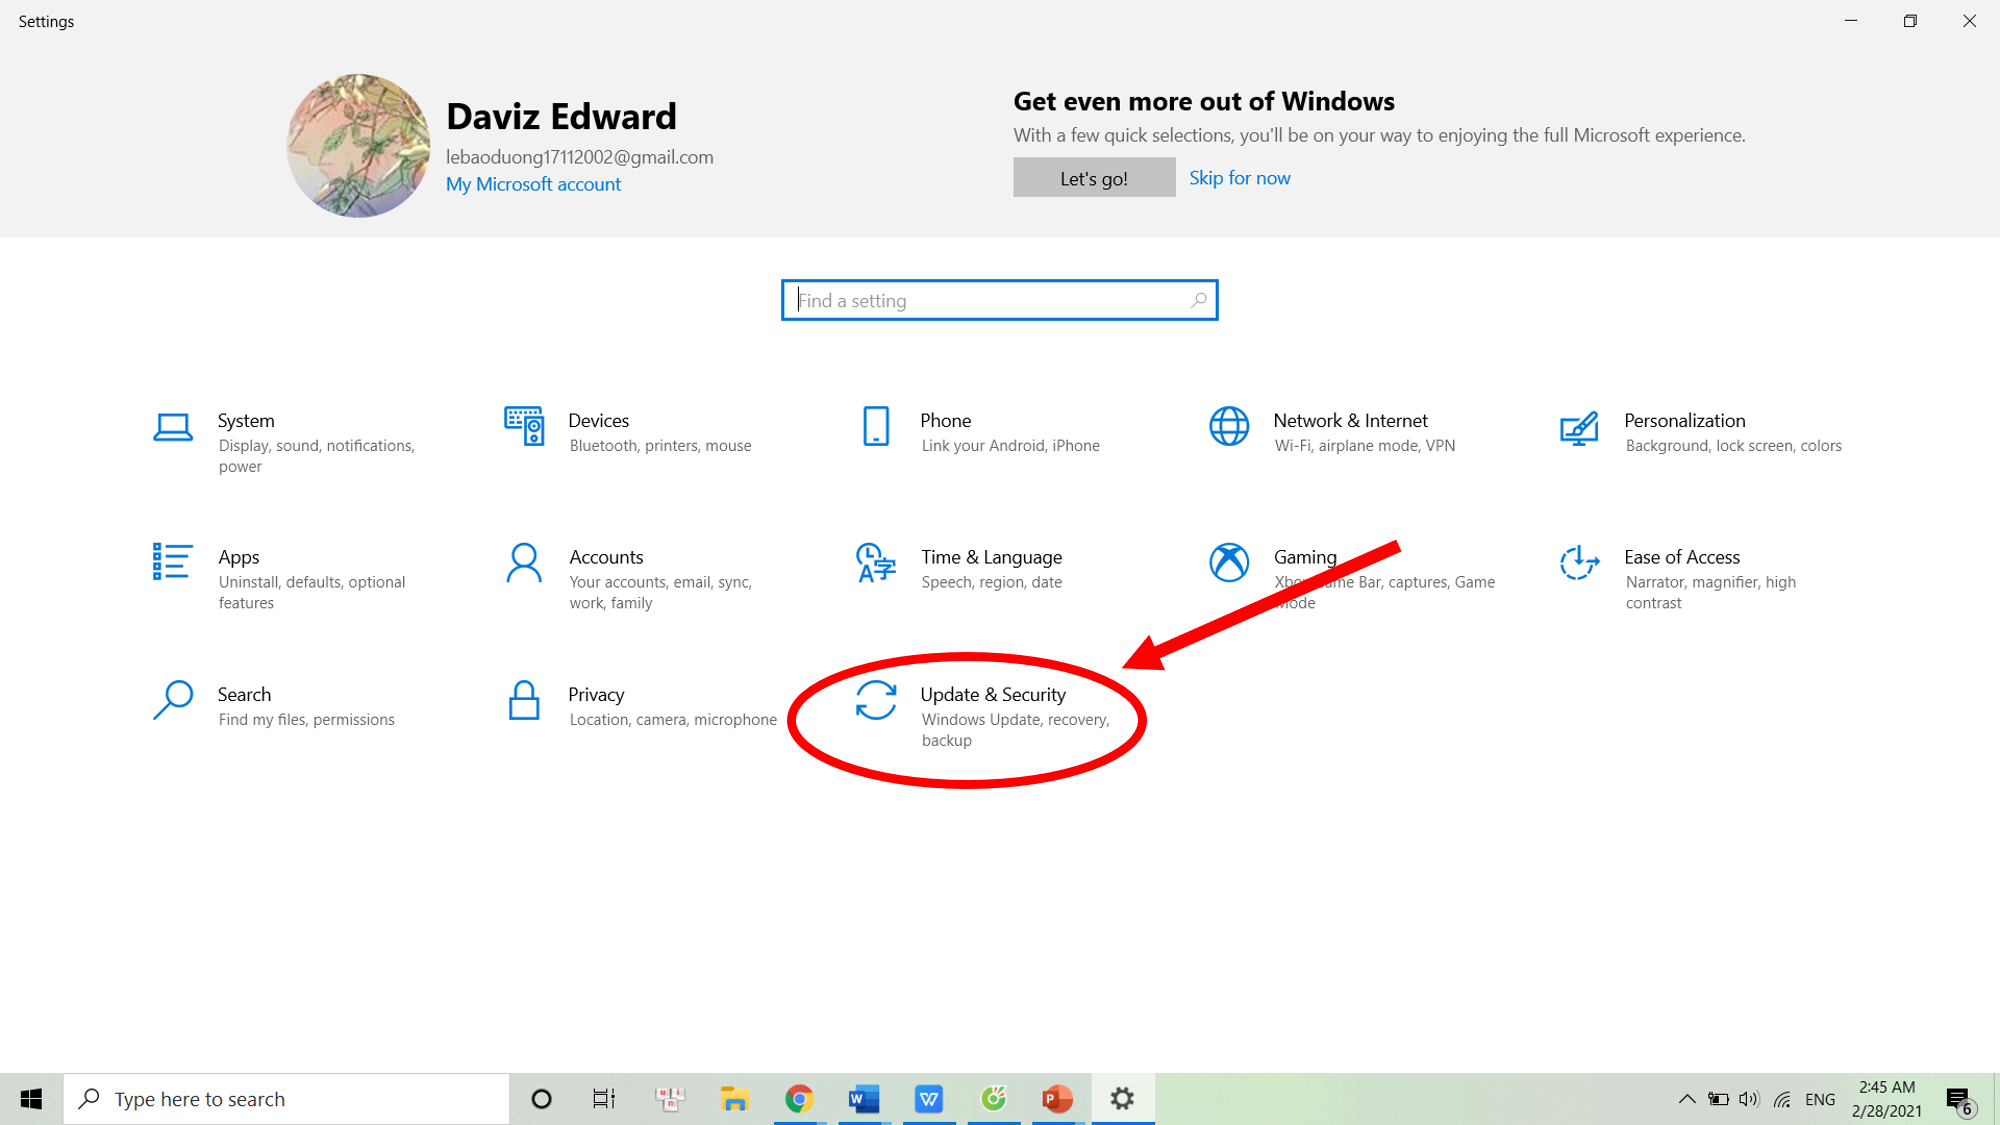 Settings
Daviz Edward
lebaoduong17112002@gmail.com
My Microsoft account
Get even more out of Windows
With a few quick selections, you'll be on your way to enjoying the full Microsoft experience.
Let's go!
Skip for now
Find a setting
System
Display, sound, notifications,
power
Devices
Bluetooth, printers, mouse
Phone
Link your Android, iPhone
Network & Internet
Wi-Fi, airplane mode, VPN
Personalization
Background, lock screen, colors
Apps
Uninstall, defaults, optional
features
Accounts
Your accounts, email, sync,
work, family
Time & Language
Speech, region, date
Gaming
Xbox Game Bar, captures, Game
Mode
Ease of Access
Narrator, magnifier, high
contrast
Search
Find my files, permissions
Privacy
Location, camera, microphone
Update & Security
Windows Update, recovery,
backup
Type here to search
ENG
2:45 AM
2/28/2021
6